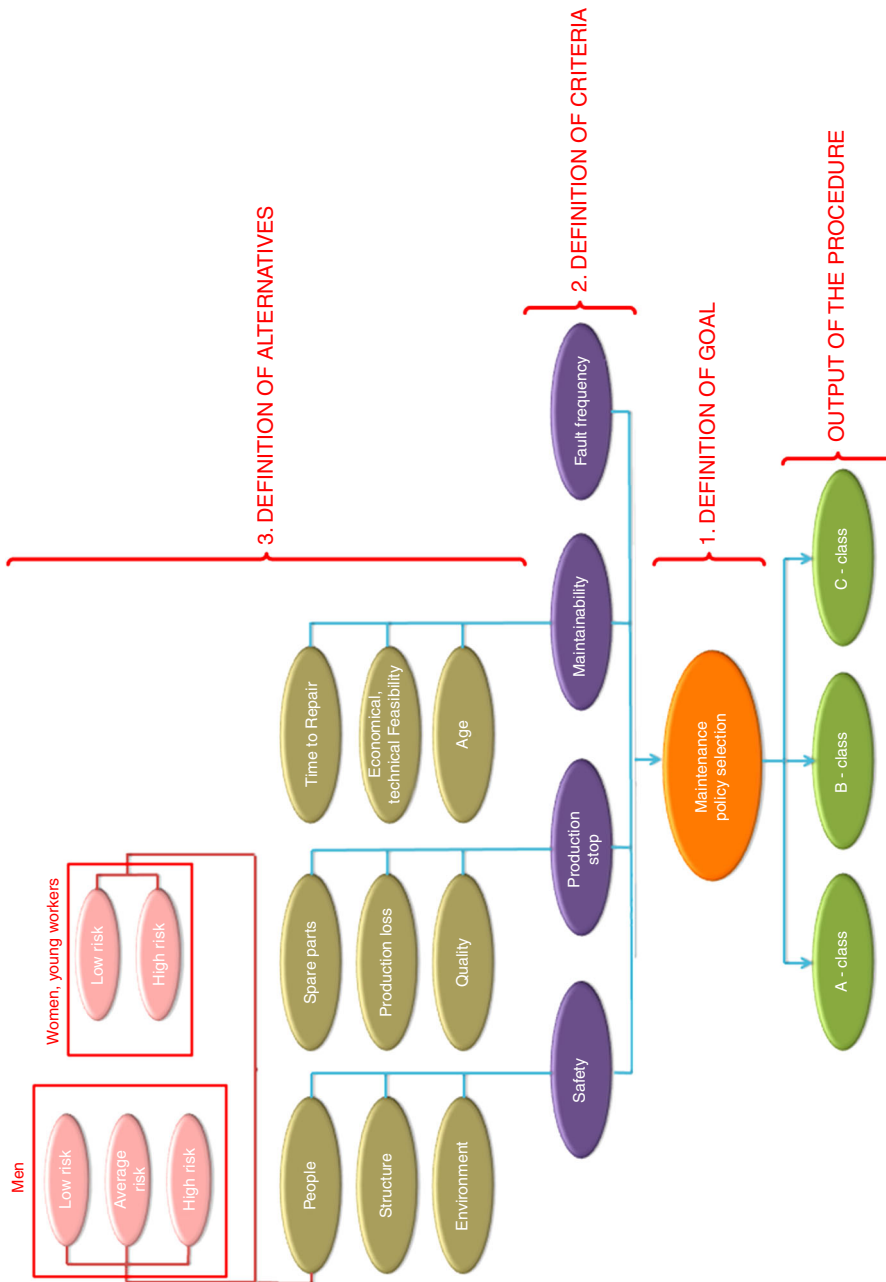 Men
Women, young workers
Low risk
Average
risk
High risk
Low risk
High risk
3. DEFINITION OF ALTERNATIVES
People
Structure
Environment
Spare parts
Production loss
Quality
Time to Repair
Economical,
technical Feasibility
Age
2. DEFINITION OF CRITERIA
Safety
Production
stop
Maintainability
Fault frequency
1. DEFINITION OF GOAL
Maintenance
policy selection
OUTPUT OF THE PROCEDURE
A - class
B - class
C - class